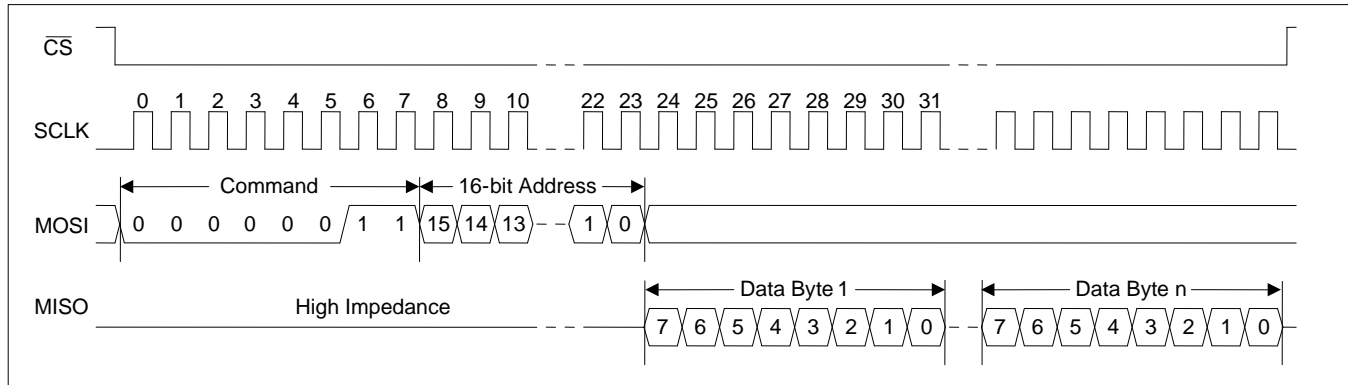 CS
0 1 2 3 4 5 6 7 8 9 10 22 23 24 25 26 27 28 29 30 31
SCLK
Command 16-bit Address
MOSI 0 0 0 0 0 0 1 1 15 14 13 1 0
Data Byte 1 Data Byte n
MISO High Impedance
7 6 5 4 3 2 1 0 7 6 5 4 3 2 1 0